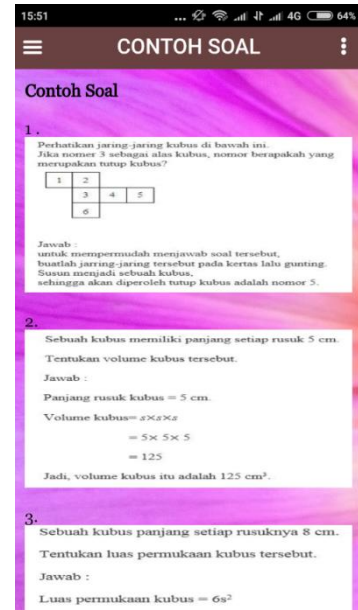 15:51
... 4G 64%
CONTOH SOAL
Contoh Soal
1.
Perhatikan jaring-jaring kubus di bawah ini.
Jika nomer 3 sebagai alas kubus, nomor berapakah yang
merupakan tutup kubus?
1 2
3 4 5
6
Jawab :
untuk mempermudah menjawab soal tersebut,
buatlah jarring-jaring tersebut pada kertas lalu gunting.
Susun menjadi sebuah kubus,
sehingga akan diperoleh tutup kubus adalah nomor 5.
2.
Sebuah kubus memiliki panjang setiap rusuk 5 cm.
Tentukan volume kubus tersebut.
Jawab :
Panjang rusuk kubus = 5 cm.
Volume kubus= s×s×s
= 5× 5× 5
= 125
Jadi, volume kubus itu adalah 125 cm³.
3.
Sebuah kubus panjang setiap rusuknya 8 cm.
Tentukan luas permukaan kubus tersebut.
Jawab :
Luas permukaan kubus = 6s²